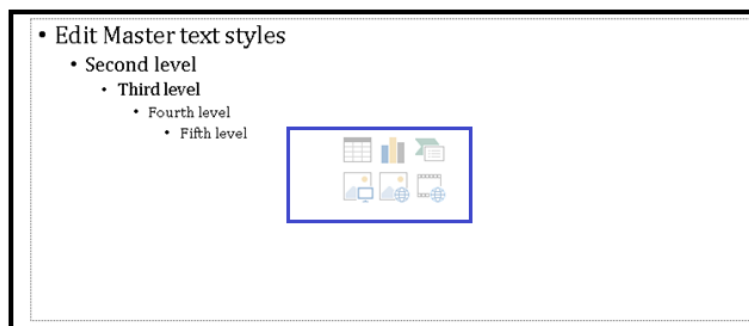 • Edit Master text styles
• Second level
• Third level
• Fourth level
• Fifth level